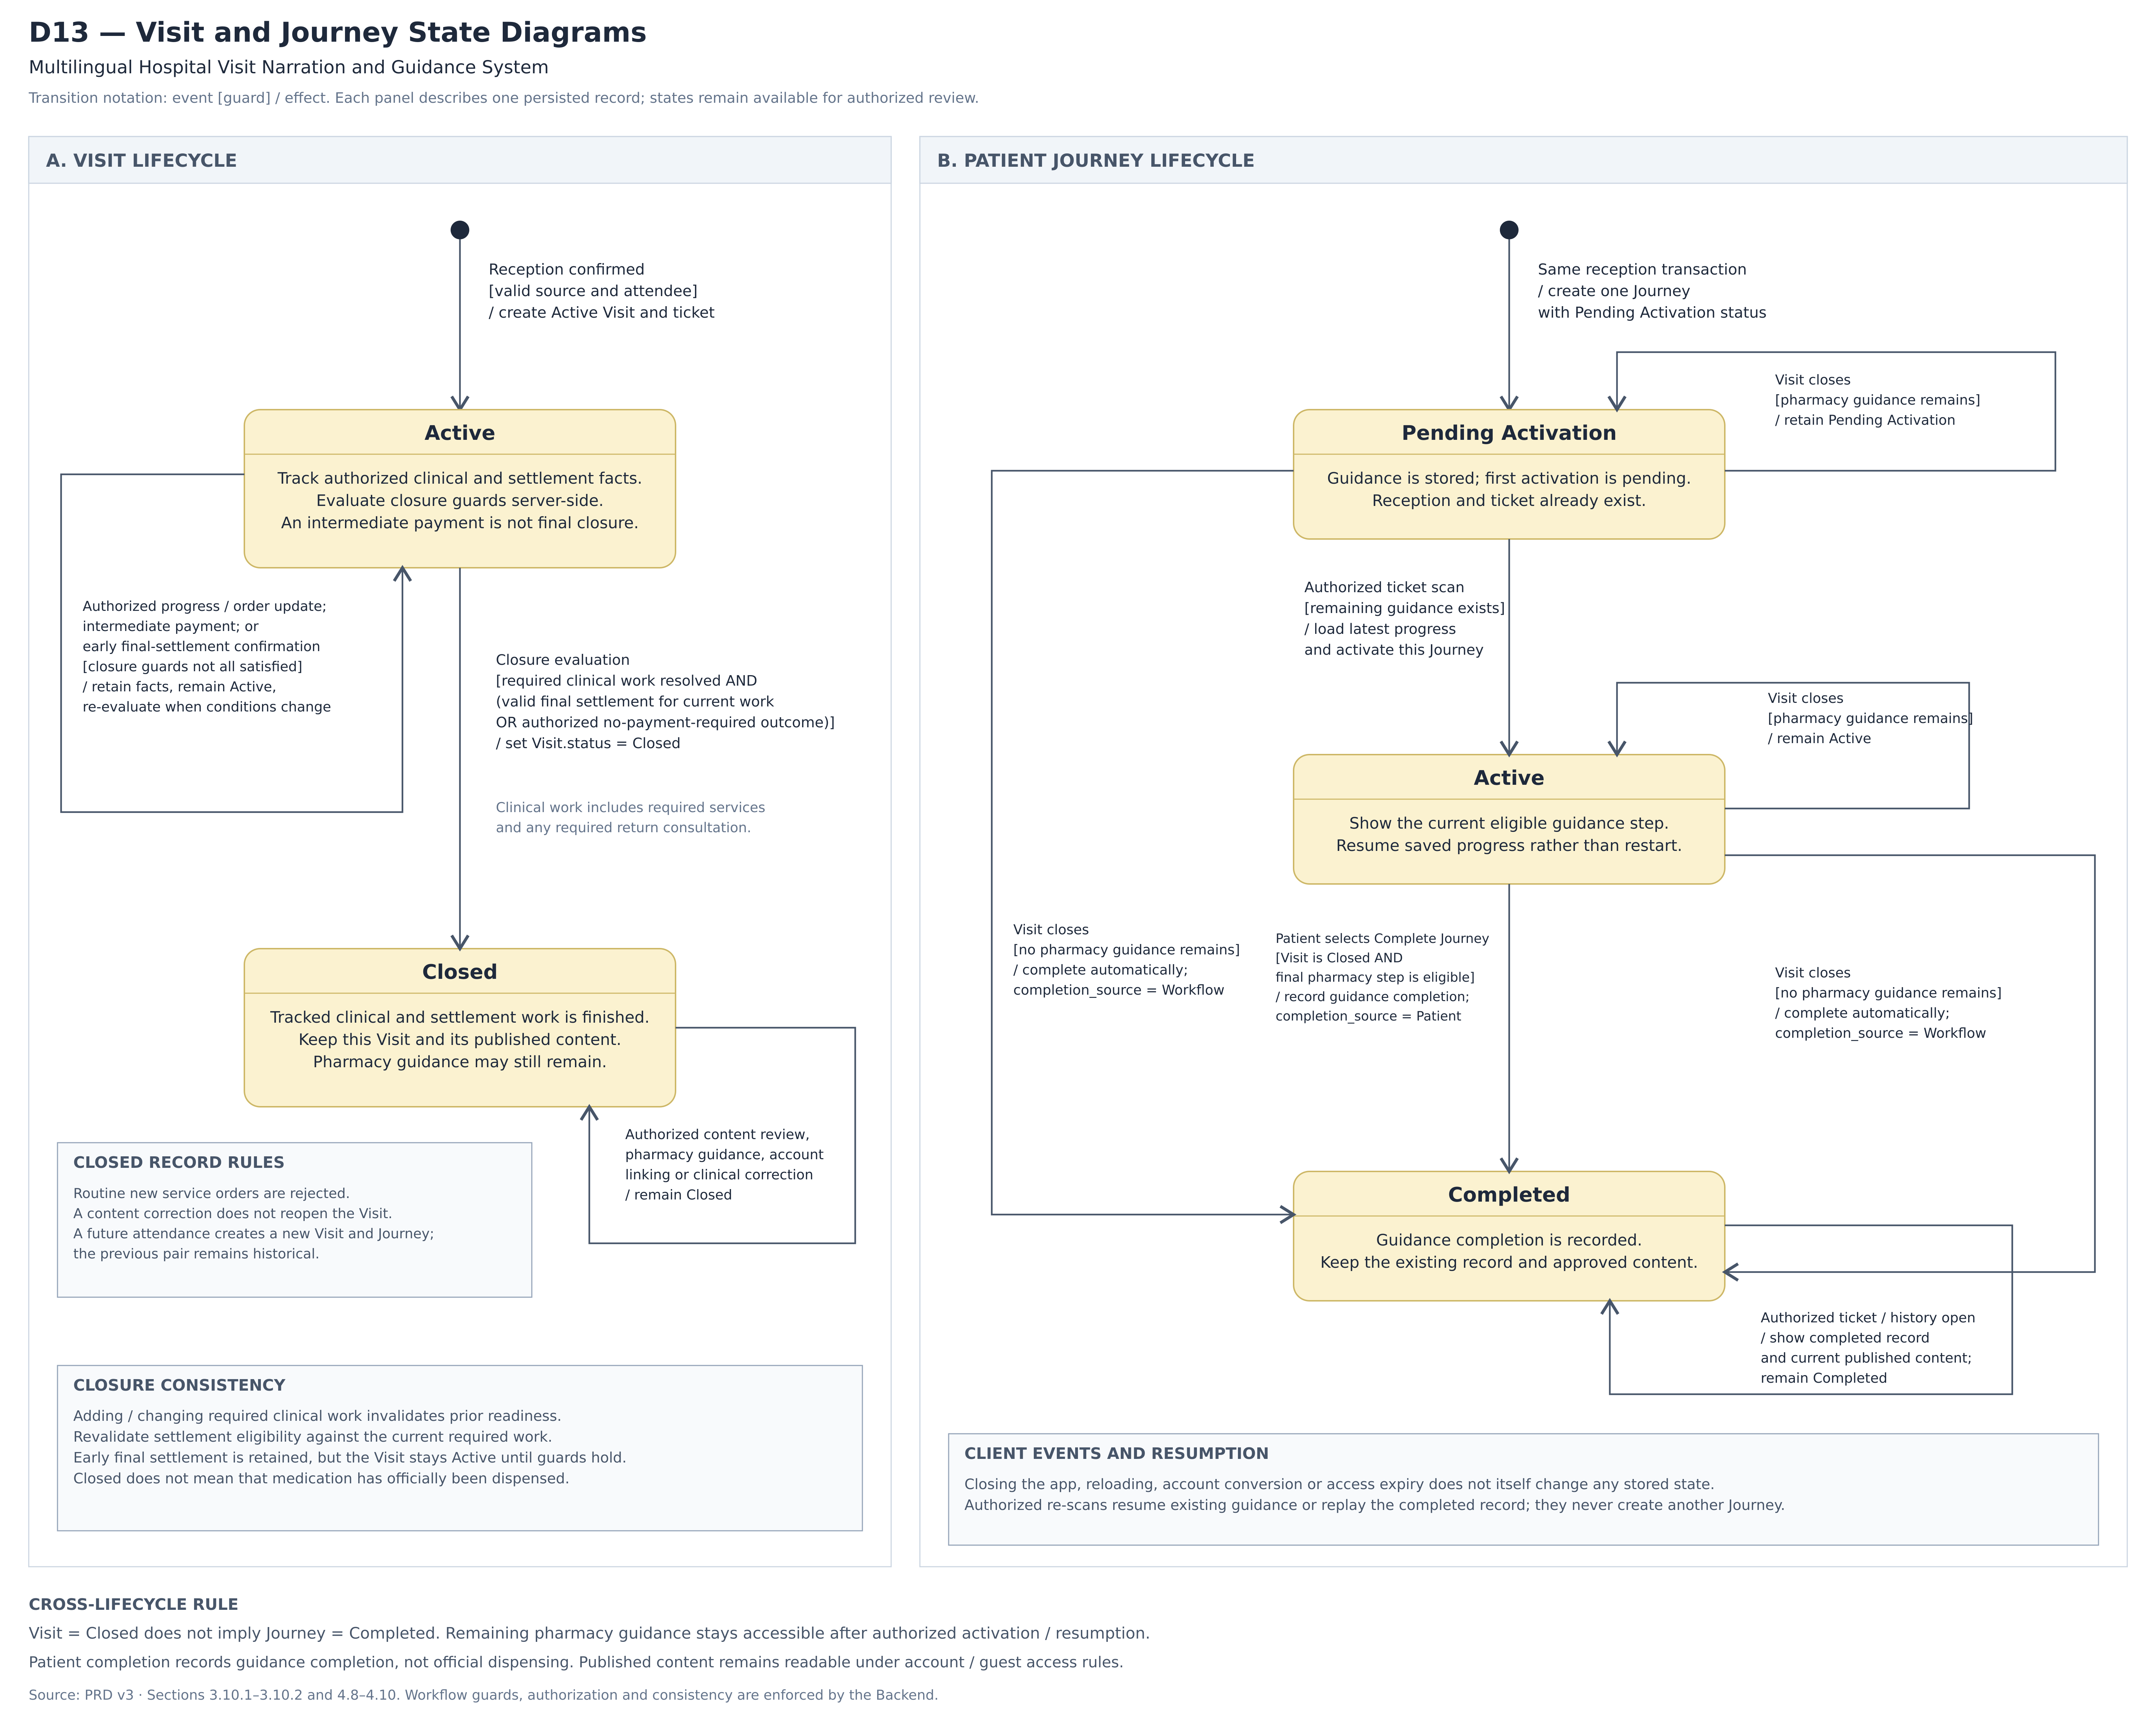 D13 — Visit and Journey State Diagrams
Multilingual Hospital Visit Narration and Guidance System
Transition notation: event [guard] / effect. Each panel describes one persisted record; states remain available for authorized review.
A. VISIT LIFECYCLE
Reception confirmed
[valid source and attendee]
/ create Active Visit and ticket
Active
Track authorized clinical and settlement facts.
Evaluate closure guards server-side.
An intermediate payment is not final closure.
Authorized progress / order update;
intermediate payment; or
early final-settlement confirmation
[closure guards not all satisfied]
/ retain facts, remain Active,
re-evaluate when conditions change
Closure evaluation
[required clinical work resolved AND
(valid final settlement for current work
OR authorized no-payment-required outcome)]
/ set Visit.status = Closed
Clinical work includes required services
and any required return consultation.
Closed
Tracked clinical and settlement work is finished.
Keep this Visit and its published content.
Pharmacy guidance may still remain.
Authorized content review,
pharmacy guidance, account
linking or clinical correction
/ remain Closed
CLOSED RECORD RULES
Routine new service orders are rejected.
A content correction does not reopen the Visit.
A future attendance creates a new Visit and Journey;
the previous pair remains historical.
CLOSURE CONSISTENCY
Adding / changing required clinical work invalidates prior readiness.
Revalidate settlement eligibility against the current required work.
Early final settlement is retained, but the Visit stays Active until guards hold.
Closed does not mean that medication has officially been dispensed.
B. PATIENT JOURNEY LIFECYCLE
Same reception transaction
/ create one Journey
with Pending Activation status
Visit closes
[pharmacy guidance remains]
/ retain Pending Activation
Pending Activation
Guidance is stored; first activation is pending.
Reception and ticket already exist.
Authorized ticket scan
[remaining guidance exists]
/ load latest progress
and activate this Journey
Visit closes
[pharmacy guidance remains]
/ remain Active
Active
Show the current eligible guidance step.
Resume saved progress rather than restart.
Visit closes
[no pharmacy guidance remains]
/ complete automatically;
completion_source = Workflow
Patient selects Complete Journey
[Visit is Closed AND
final pharmacy step is eligible]
/ record guidance completion;
completion_source = Patient
Visit closes
[no pharmacy guidance remains]
/ complete automatically;
completion_source = Workflow
Completed
Guidance completion is recorded.
Keep the existing record and approved content.
Authorized ticket / history open
/ show completed record
and current published content;
remain Completed
CLIENT EVENTS AND RESUMPTION
Closing the app, reloading, account conversion or access expiry does not itself change any stored state.
Authorized re-scans resume existing guidance or replay the completed record; they never create another Journey.
CROSS-LIFECYCLE RULE
Visit = Closed does not imply Journey = Completed. Remaining pharmacy guidance stays accessible after authorized activation / resumption.
Patient completion records guidance completion, not official dispensing. Published content remains readable under account / guest access rules.
Source: PRD v3 · Sections 3.10.1–3.10.2 and 4.8–4.10. Workflow guards, authorization and consistency are enforced by the Backend.